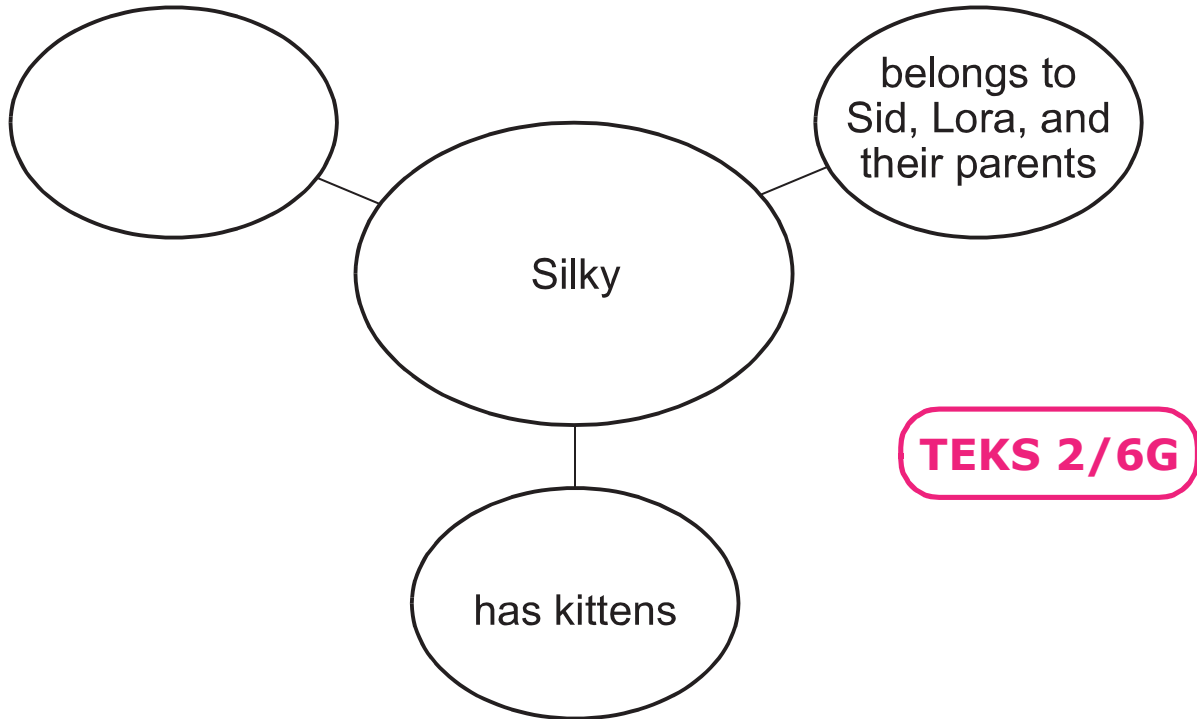 belongs to
Sid, Lora, and
their parents
Silky
TEKS 2/6G
has kittens